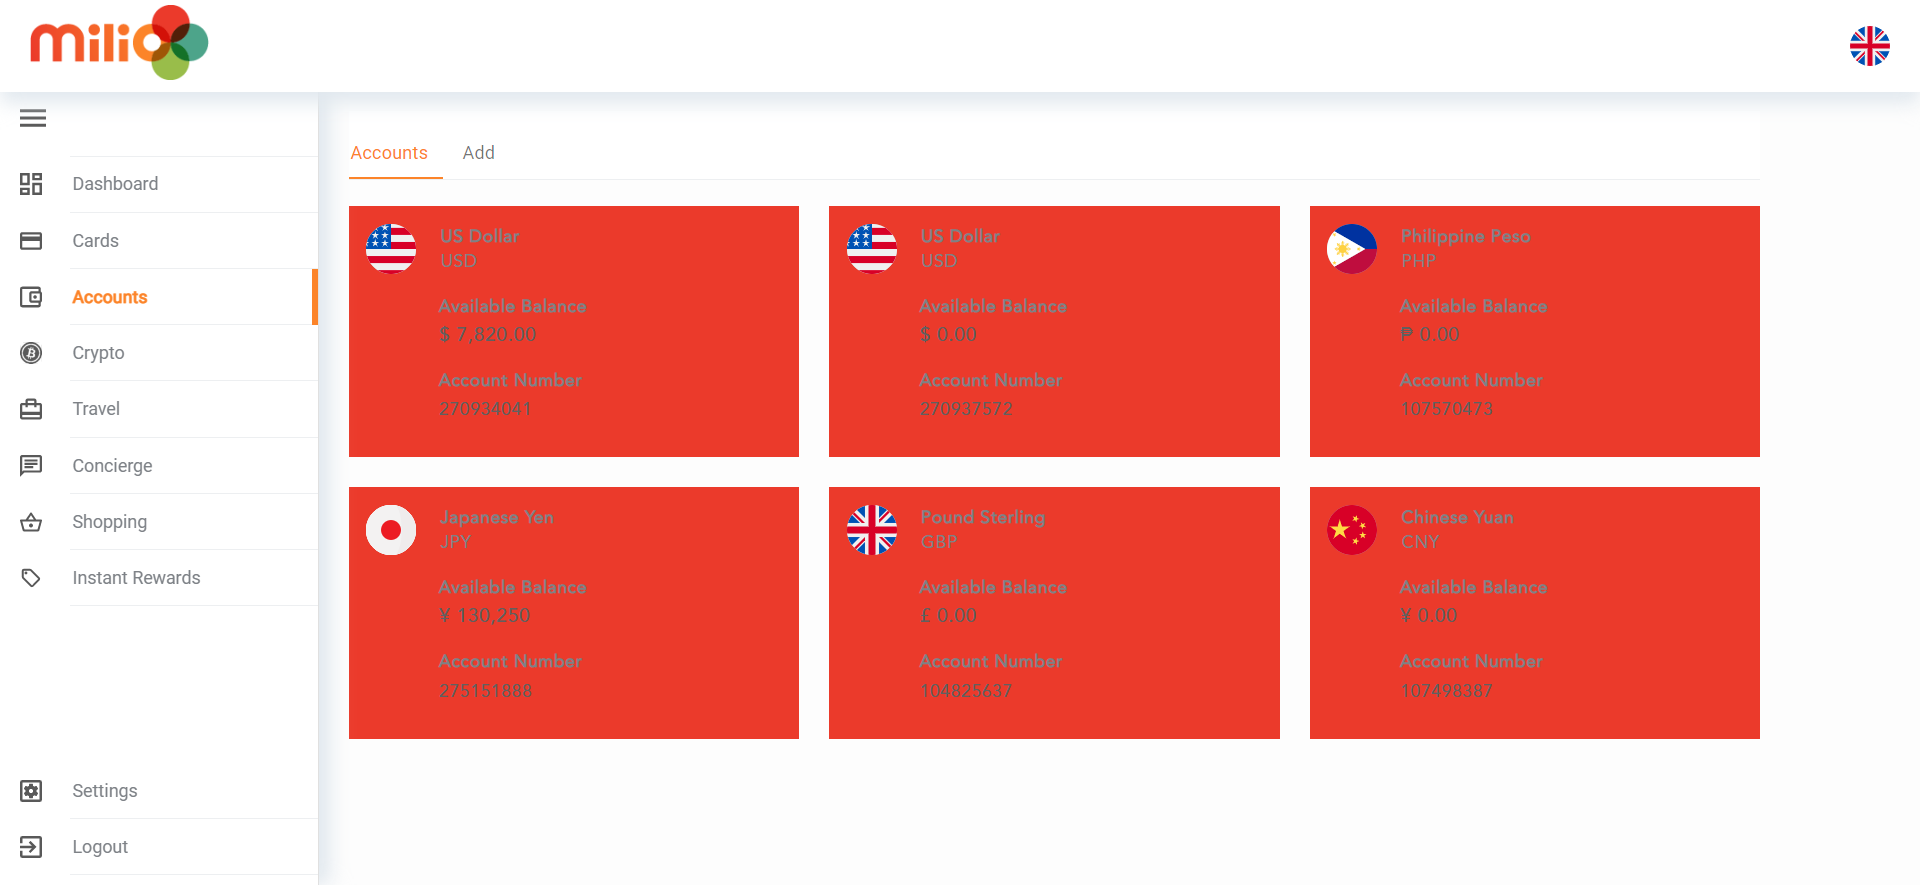 milio
Accounts
Add
Dashboard
Cards
Accounts
Crypto
Travel
Concierge
Shopping
Instant Rewards
Settings
Logout
US Dollar
USD
Available Balance
$ 7,820.00
Account Number
270934041
US Dollar
USD
Available Balance
$ 0.00
Account Number
270937572
Philippine Peso
PHP
Available Balance
₱ 0.00
Account Number
107570473
Japanese Yen
JPY
Available Balance
¥ 130,250
Account Number
275151888
Pound Sterling
GBP
Available Balance
£ 0.00
Account Number
104825637
Chinese Yuan
CNY
Available Balance
¥ 0.00
Account Number
107498387